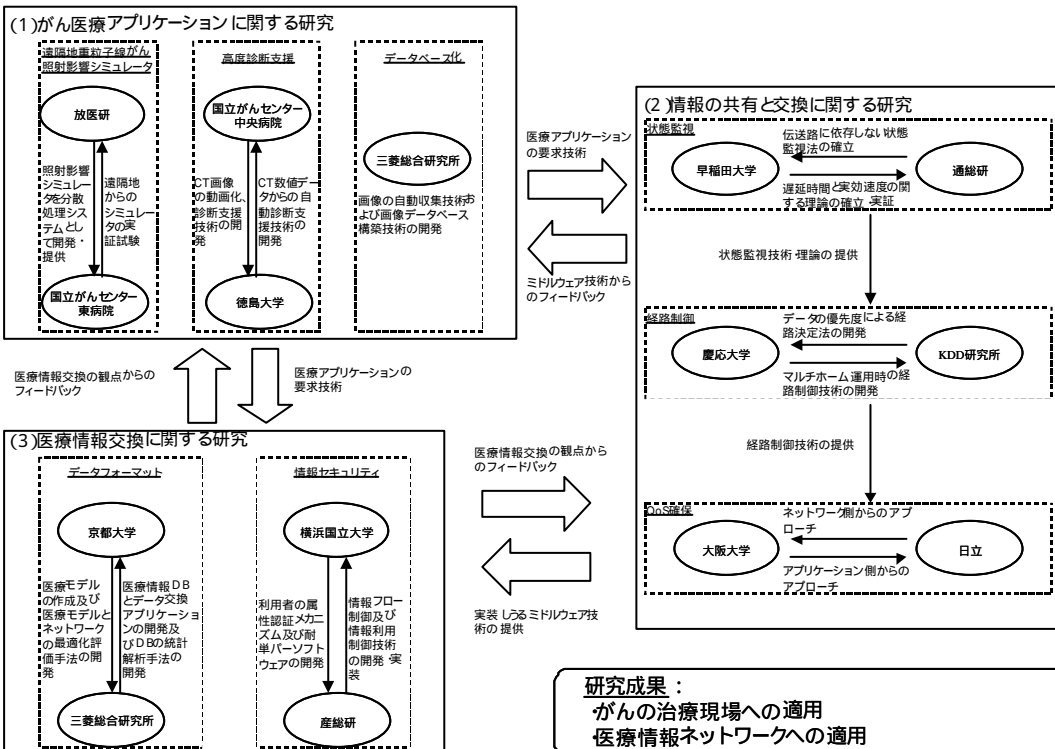 (1)がん医療アプリケーションに関する研究
遠隔地重粒子線がん
照射影響シミュレータ
放医研
照射影響
シミュレー
タを分散
処理シス
テムとし
て開発・
提供
遠隔地
からの
シミュレー
タの実
証試験
国立がんセンター
東病院
高度診断支援
国立がんセンター
中央病院
CT画像
の動画化、
診断支援
技術の開
発
CT数値デー
タからの自
動診断支
援技術の
開発
徳島大学
データベース化
三菱総合研究所
画像の自動収集技術お
よび画像データベース
構築技術の開発
医療アプリケーション
の要求技術
ミドルウェア技術から
のフィードバック
(2)情報の共有と交換に関する研究
状態監視
伝送路に依存しない状態
監視法の確立
早稲田大学
通総研
遅延時間と実効速度の関
する理論の確立・実証
状態監視技術・理論の提供
経路制御
データの優先度による経
路決定法の開発
慶応大学
KDD研究所
マルチホーム運用時の経
路制御技術の開発
経路制御技術の提供
QoS確保
ネットワーク側からのアプ
ローチ
大阪大学
日立
アプリケーション側からの
アプローチ
医療情報交換の観点からの
フィードバック
医療アプリケーションの
要求技術
(3)医療情報交換に関する研究
データフォーマット
京都大学
医療モデル
の作成及び
医療モデルと
ネットワーク
の最適化評
価手法の開
発
医療情報DB
とデータ交換
アプリケーショ
ンの開発及
びDBの統計
解析手法の
開発
三菱総合研究所
情報セキュリティ
横浜国立大学
利用者の属
性認証メカニ
ズム及び耐
単パーソフト
ウェアの開発
情報フロー
制御及び
情報利用
制御技術
の開発・実
装
産総研
医療情報交換の観点から
のフィードバック
実装しうるミドルウェア技
術の提供
研究成果：
・がんの治療現場への適用
・医療情報ネットワークへの適用